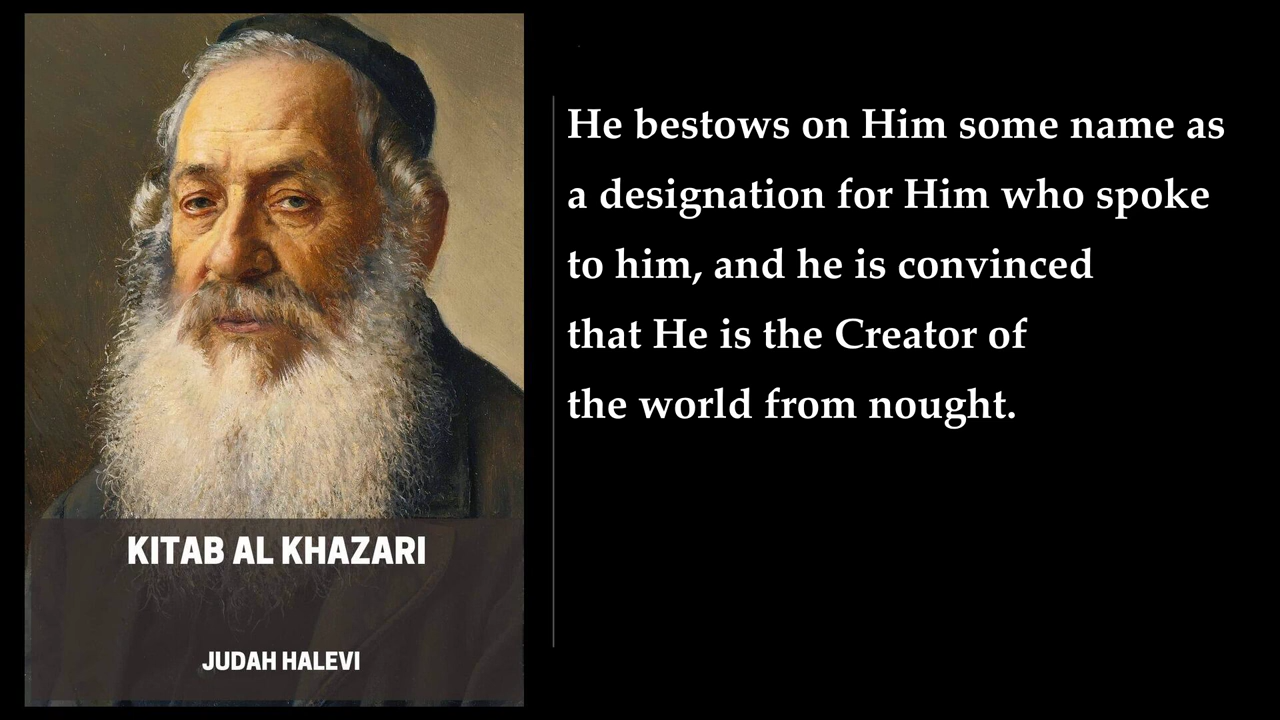 He bestows on Him some name as
a designation for Him who spoke
to him, and he is convinced
that He is the Creator of
the world from nought.
KITAB AL KHAZARI
JUDAH HALEVI